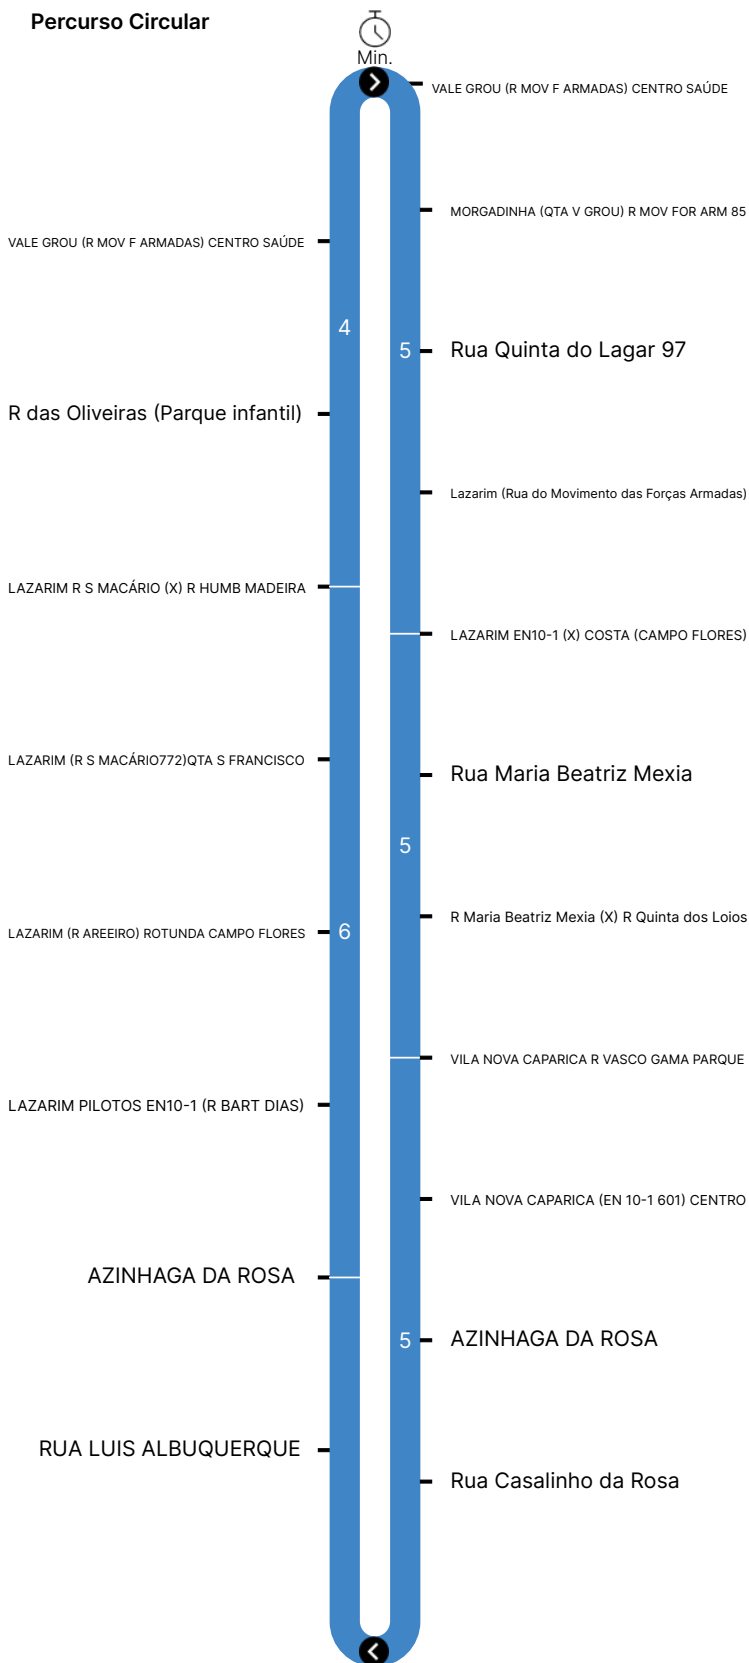 Percurso Circular
Min.
VALE GROU (R MOV F ARMADAS) CENTRO SAÚDE
MORGADINHA (QTA V GROU) R MOV FOR ARM 85
VALE GROU (R MOV F ARMADAS) CENTRO SAÚDE
4
5
Rua Quinta do Lagar 97
R das Oliveiras (Parque infantil)
Lazarim (Rua do Movimento das Forças Armadas)
LAZARIM R S MACÁRIO (X) R HUMB MADEIRA
LAZARIM EN10-1 (X) COSTA (CAMPO FLORES)
LAZARIM (R S MACÁRIO772)QTA S FRANCISCO
Rua Maria Beatriz Mexia
5
R Maria Beatriz Mexia (X) R Quinta dos Loios
LAZARIM (R AREEIRO) ROTUNDA CAMPO FLORES
6
VILA NOVA CAPARICA R VASCO GAMA PARQUE
LAZARIM PILOTOS EN10-1 (R BART DIAS)
VILA NOVA CAPARICA (EN 10-1 601) CENTRO
AZINHAGA DA ROSA
5
AZINHAGA DA ROSA
RUA LUIS ALBUQUERQUE
Rua Casalinho da Rosa